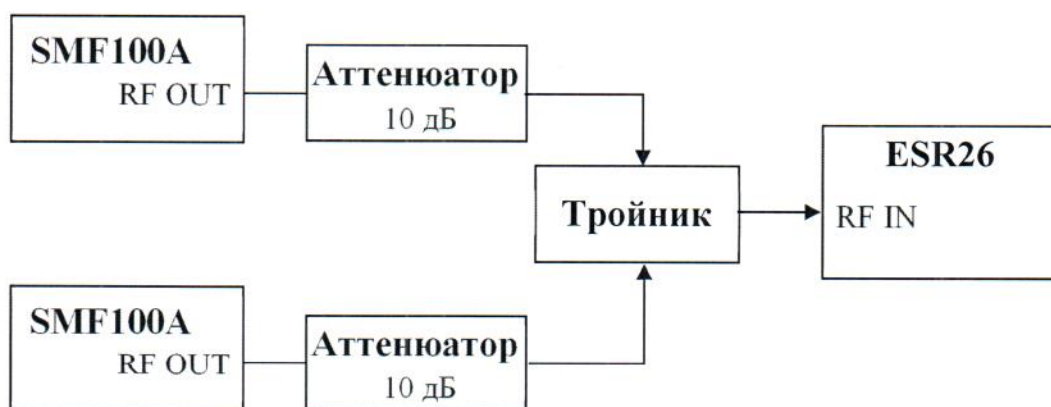 SMF100A
RF OUT
Аттенюатор
10 дБ
ESR26
RF IN
Тройник
SMF100A
RF OUT
Аттенюатор
10 дБ